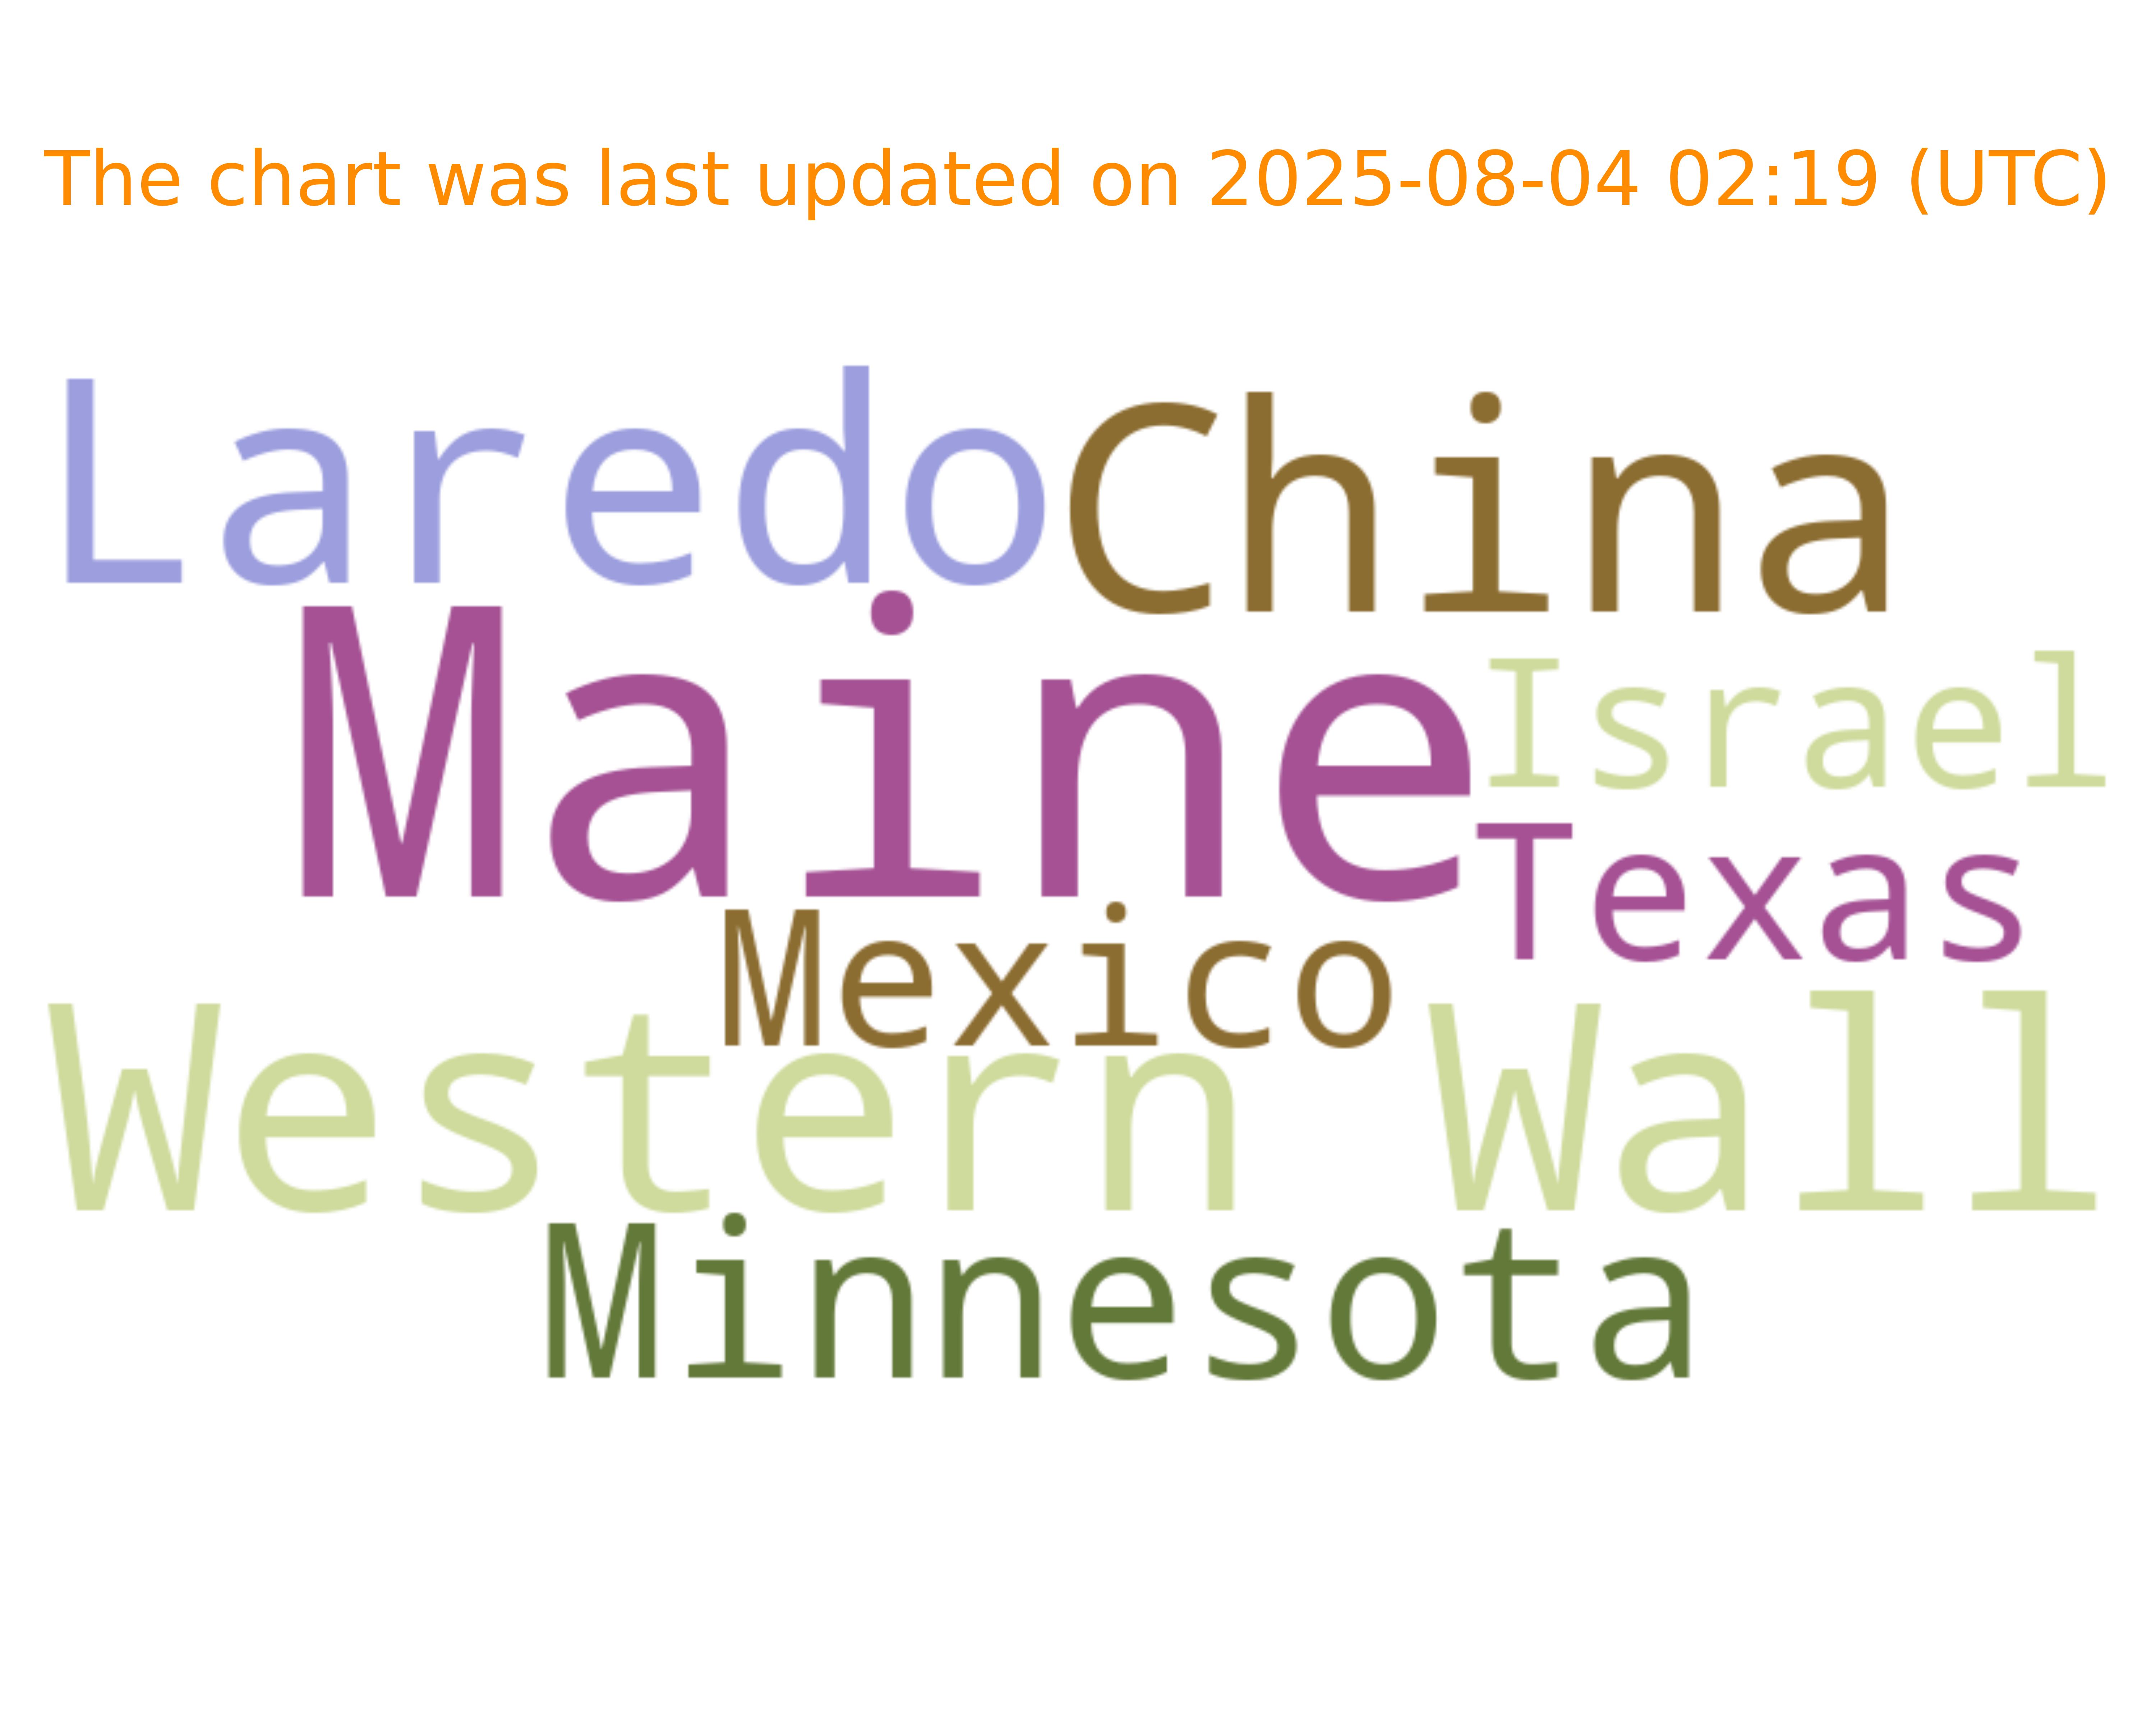 The chart was last updated on 2025-08-04 02:19 (UTC)
Laredo China
Maine Israel
Texas
Mexico
Western Wall
Minnesota